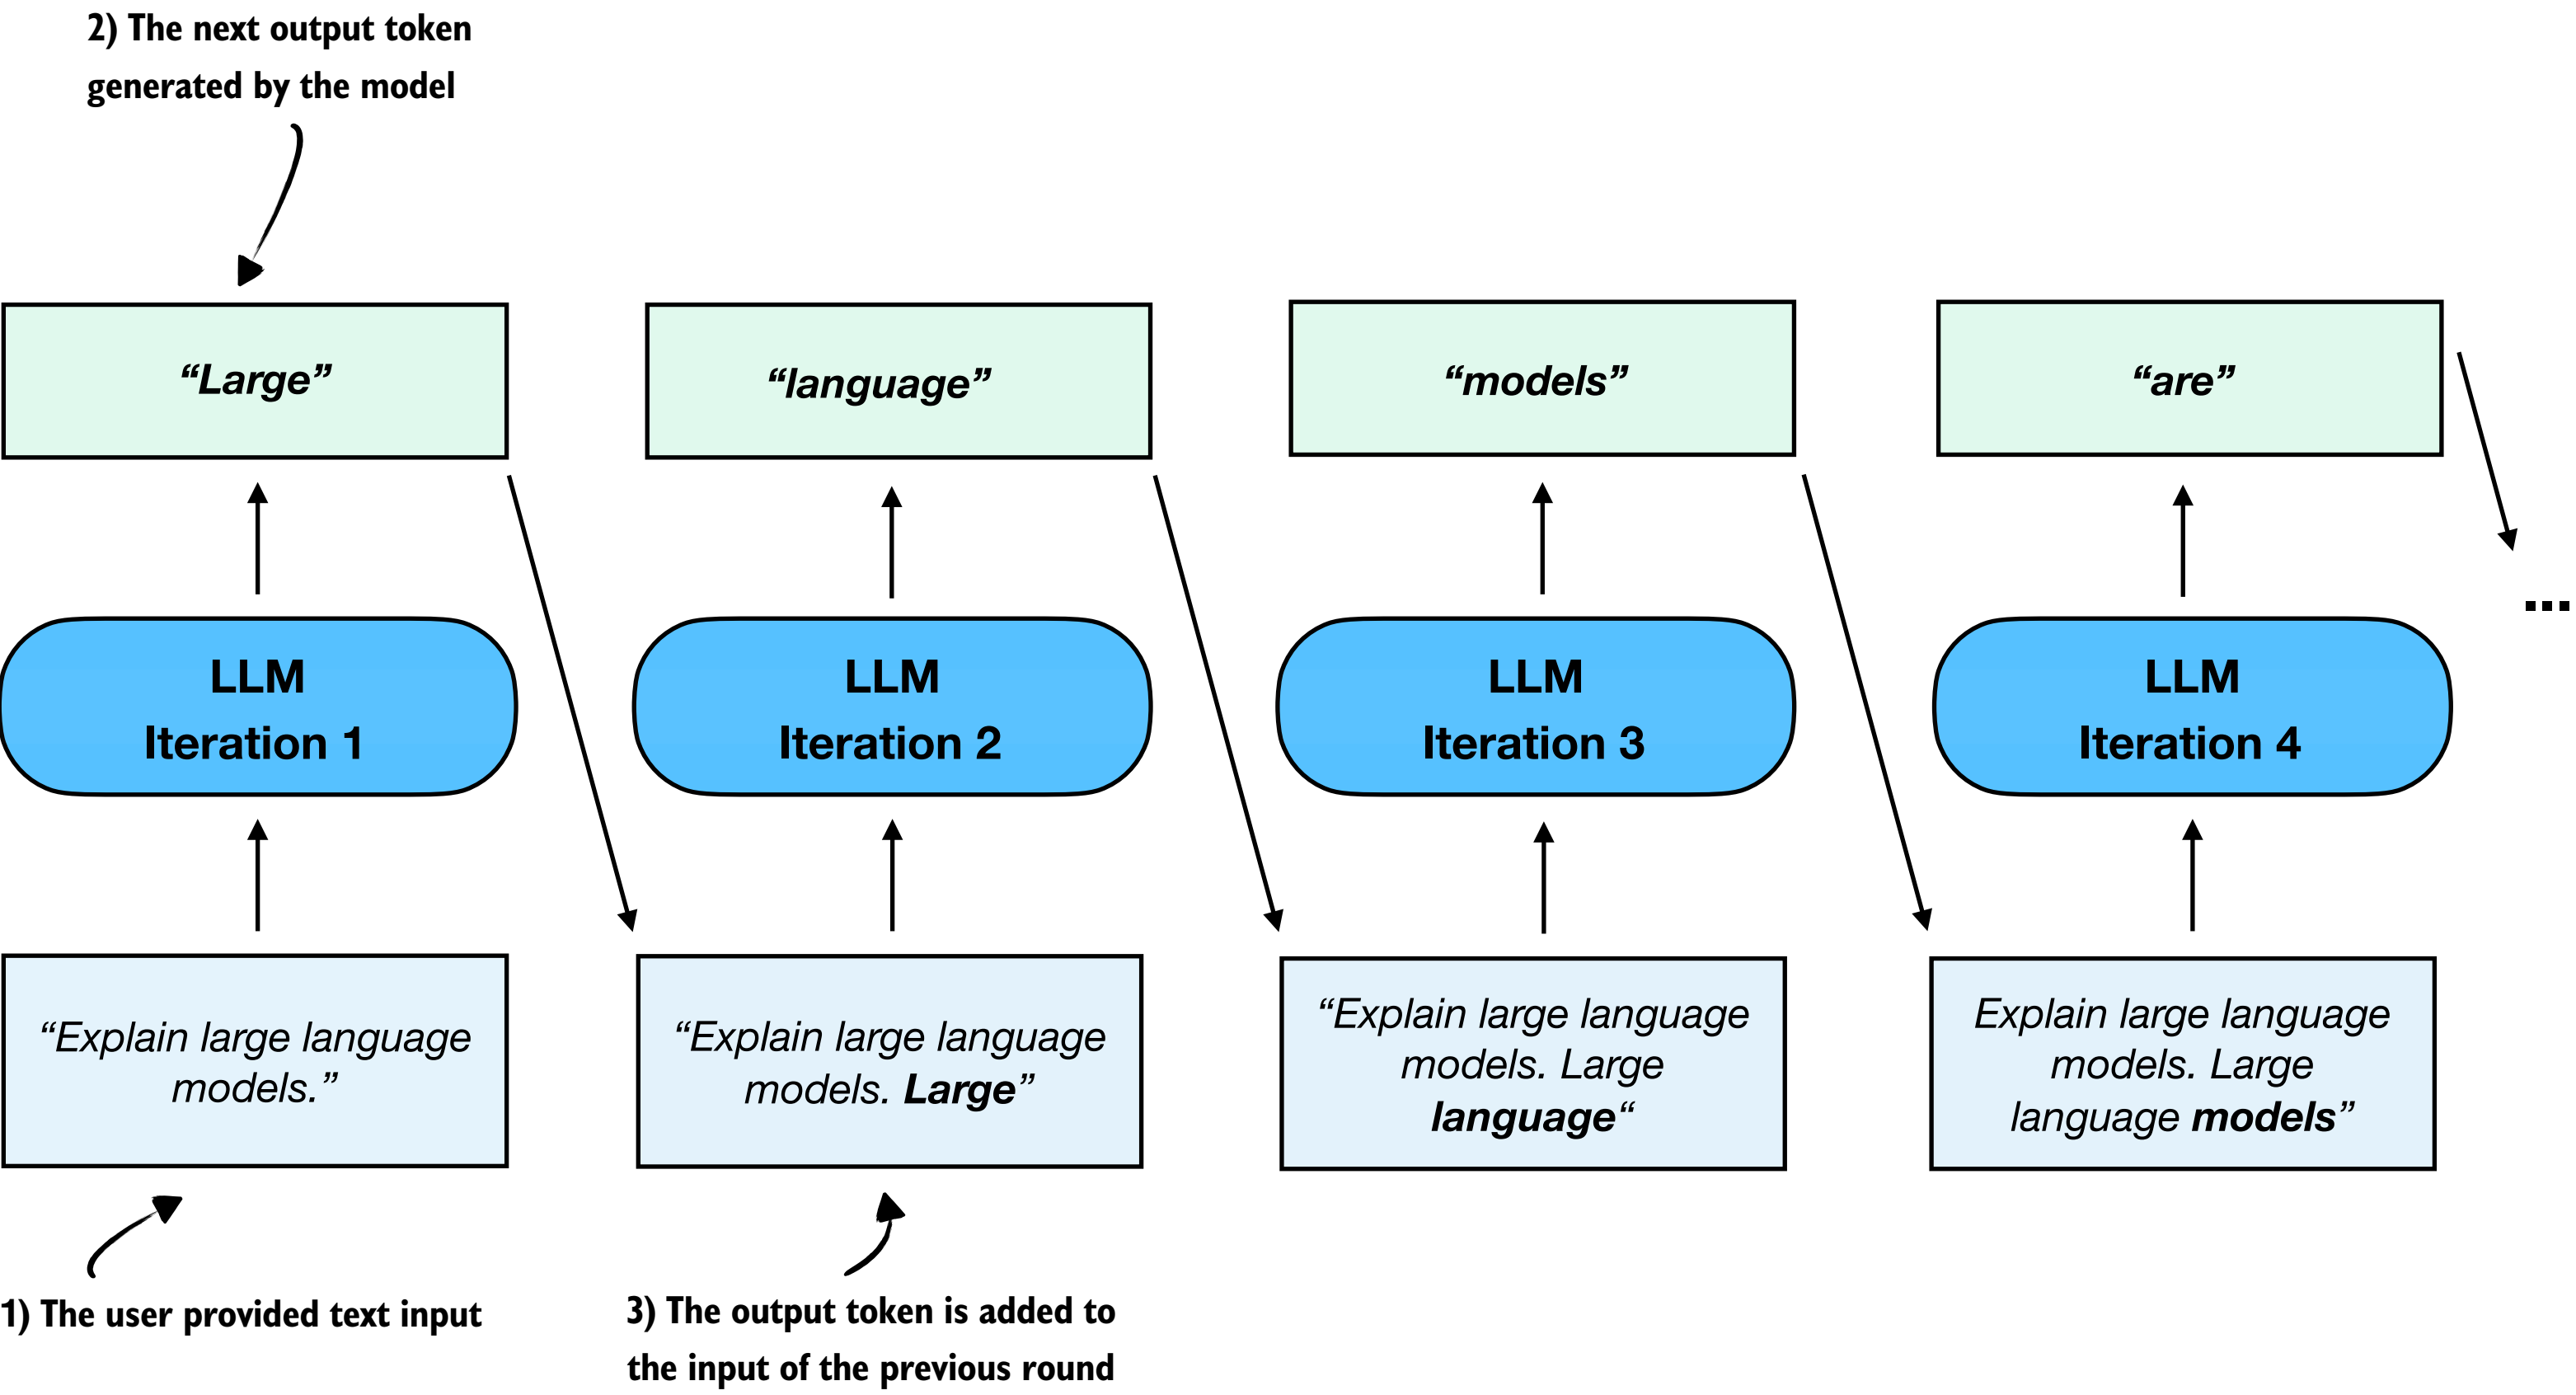 2) The next output token
generated by the model
“Large”
“language”
“models”
“are”
LLM
Iteration 1
LLM
Iteration 2
LLM
Iteration 3
LLM
Iteration 4
...
“Explain large language
models.”
“Explain large language
models. Large”
“Explain large language
models. Large
language“
Explain large language
models. Large
language models”
1) The user provided text input
3) The output token is added to
the input of the previous round